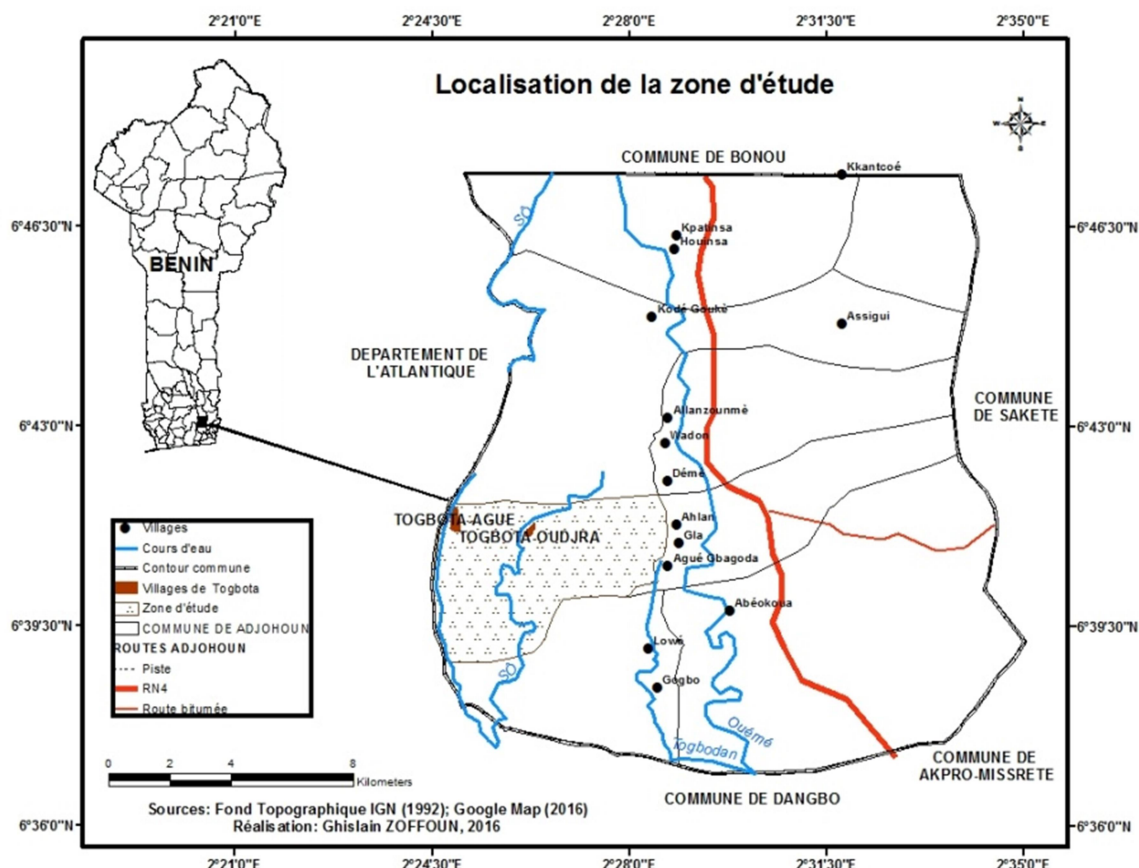 2°21'0"E
2°24'30"E
2°28'0"E
2°31'30"E
2°35'0"E
Localisation de la zone d'étude
N
W
E
S
COMMUNE DE BONOU
Kkantcoé
6°46'30"N
6°46'30"N
SÔ
Kpatinsa
Houinsa
BENIN
Kodé Gouké
Assigui
DEPARTEMENT DE
L'ATLANTIQUE
COMMUNE
DE SAKETE
Allanzounmè
6°43'0"N
6°43'0"N
Wadon
Démè
TOGBOTA-AGUE
TOGBOTA-OUDJRA
Ahlan
Gla
Agué Gbagoda
Abéokoua
6°39'30"N
6°39'30"N
Lowé
SÔ
Gogbo
Ouémé
Togbodan
Villages
Cours d'eau
Contour commune
Villages de Togbota
Zone d'étude
COMMUNE DE ADJOHOUN
ROUTES ADJOHOUN
Piste
RN4
Route bitumée
0 2 4 8
Kilometers
COMMUNE DE
AKPRO-MISSRETE
COMMUNE DE DANGBO
Sources: Fond Topographique IGN (1992); Google Map (2016)
Réalisation: Ghislain ZOFFOUN, 2016
6°36'0"N
6°36'0"N
2°21'0"E
2°24'30"E
2°28'0"E
2°31'30"E
2°35'0"E